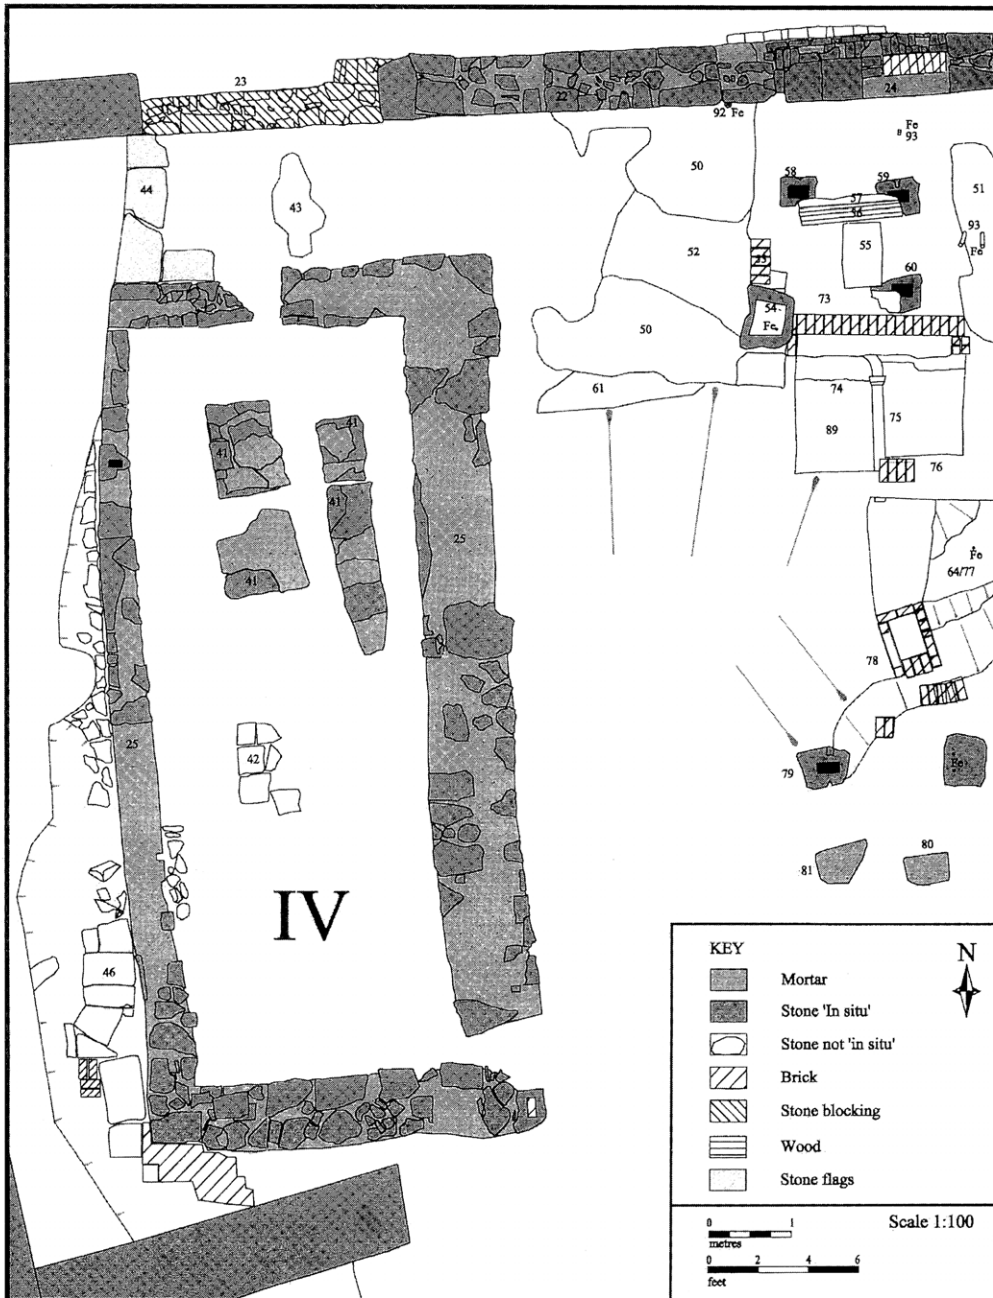 23
22
24
92 Fe
Fe
93
44
43
50
58
59
57
56
51
52
53
55
93
Fe
60
54
Fe
73
50
61
74
75
89
76
41
41
41
41
25
Fe
64/77
78
25
42
79
Fe
81
80
IV
46
KEY
N
Mortar
Stone 'In situ'
Stone not 'in situ'
Brick
Stone blocking
Wood
Stone flags
0 1
metres
Scale 1:100
0 2 4 6
feet